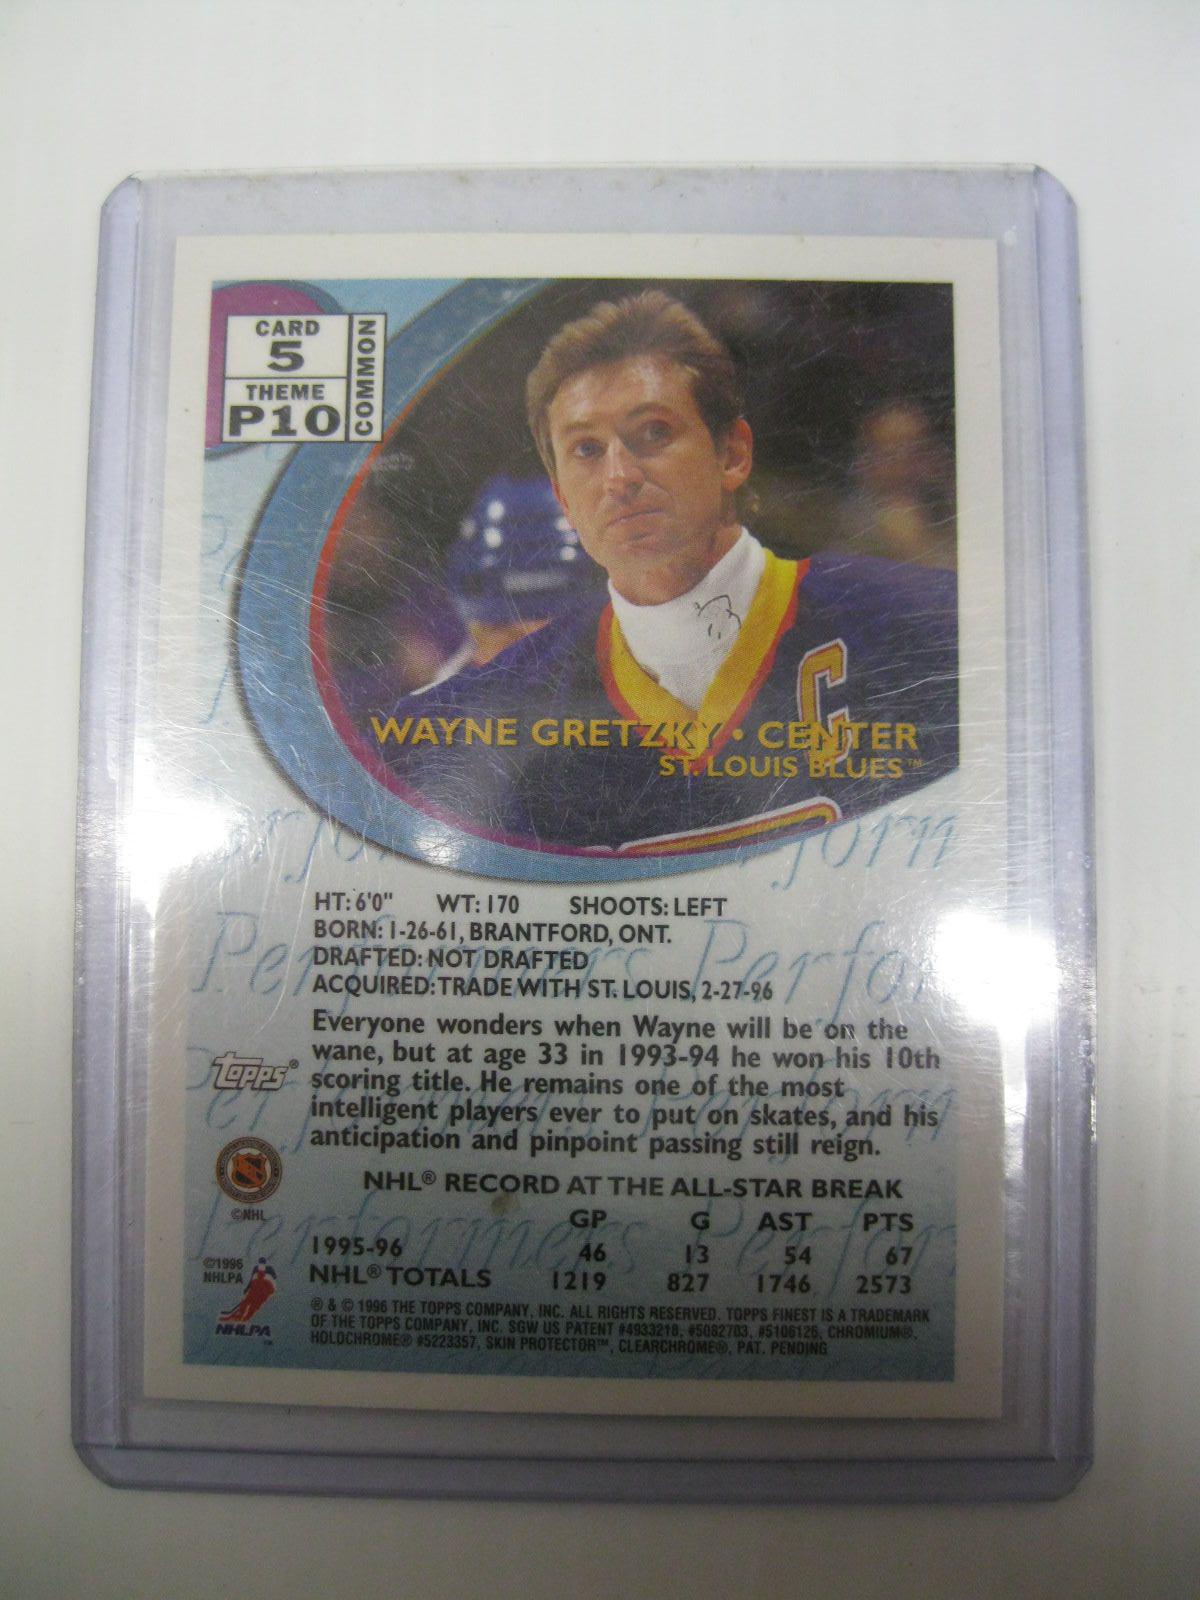 CARD
5
THEME
P10
COMMON
WAYNE GRETZKY • CENTER
ST. LOUIS BLUES™
C
HT: 6'0" WT: 170 SHOOTS: LEFT
BORN: 1-26-61, BRANTFORD, ONT.
DRAFTED: NOT DRAFTED
ACQUIRED: TRADE WITH ST. LOUIS, 2-27-96
Everyone wonders when Wayne will be on the
wane, but at age 33 in 1993-94 he won his 10th
scoring title. He remains one of the most
intelligent players ever to put on skates, and his
anticipation and pinpoint passing still reign.
topps®
©NHL
©1996
NHLPA
NHLPA
NHL® RECORD AT THE ALL-STAR BREAK
GP G AST PTS
1995-96 46 13 54 67
NHL® TOTALS 1219 827 1746 2573
® & © 1996 THE TOPPS COMPANY, INC. ALL RIGHTS RESERVED. TOPPS FINEST IS A TRADEMARK
OF THE TOPPS COMPANY, INC. SGW US PATENT #4933218, #5082703, #5106126, CHROMIUM®,
HOLOCHROME® #5223357, SKIN PROTECTOR™, CLEARCHROME®, PAT. PENDING